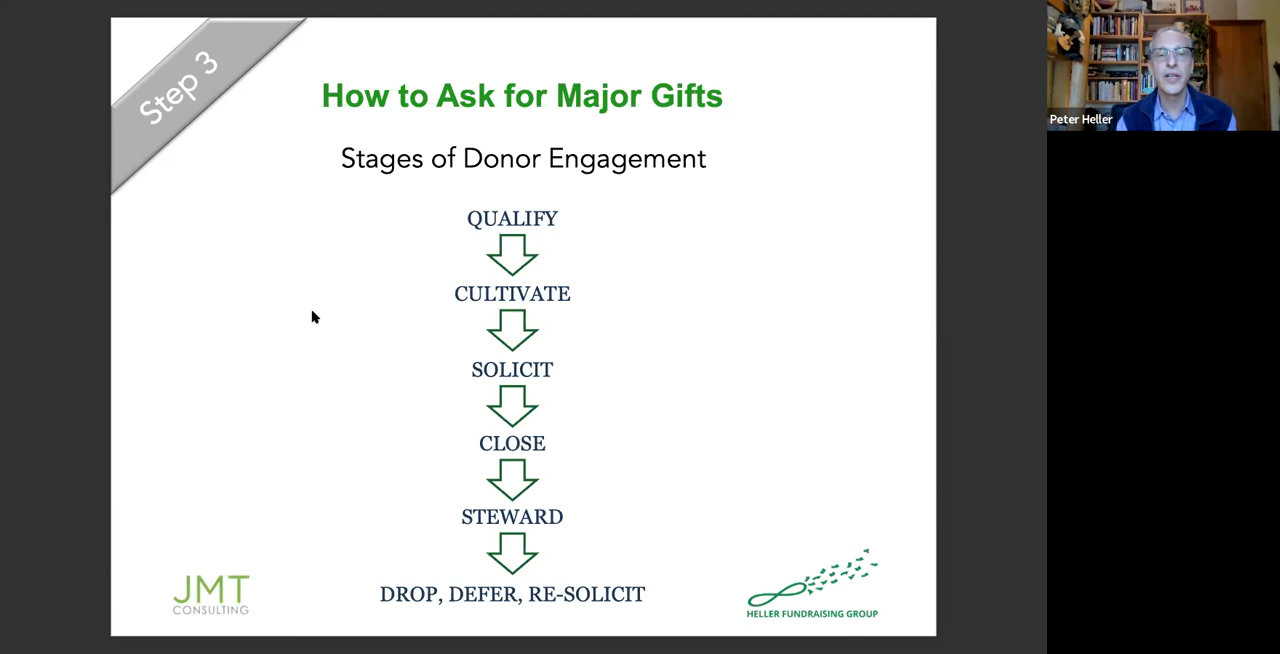 Step 3
How to Ask for Major Gifts
Stages of Donor Engagement
QUALIFY
CULTIVATE
SOLICIT
CLOSE
STEWARD
DROP, DEFER, RE-SOLICIT
JMT
CONSULTING
HELLER FUNDRAISING GROUP
Peter Heller